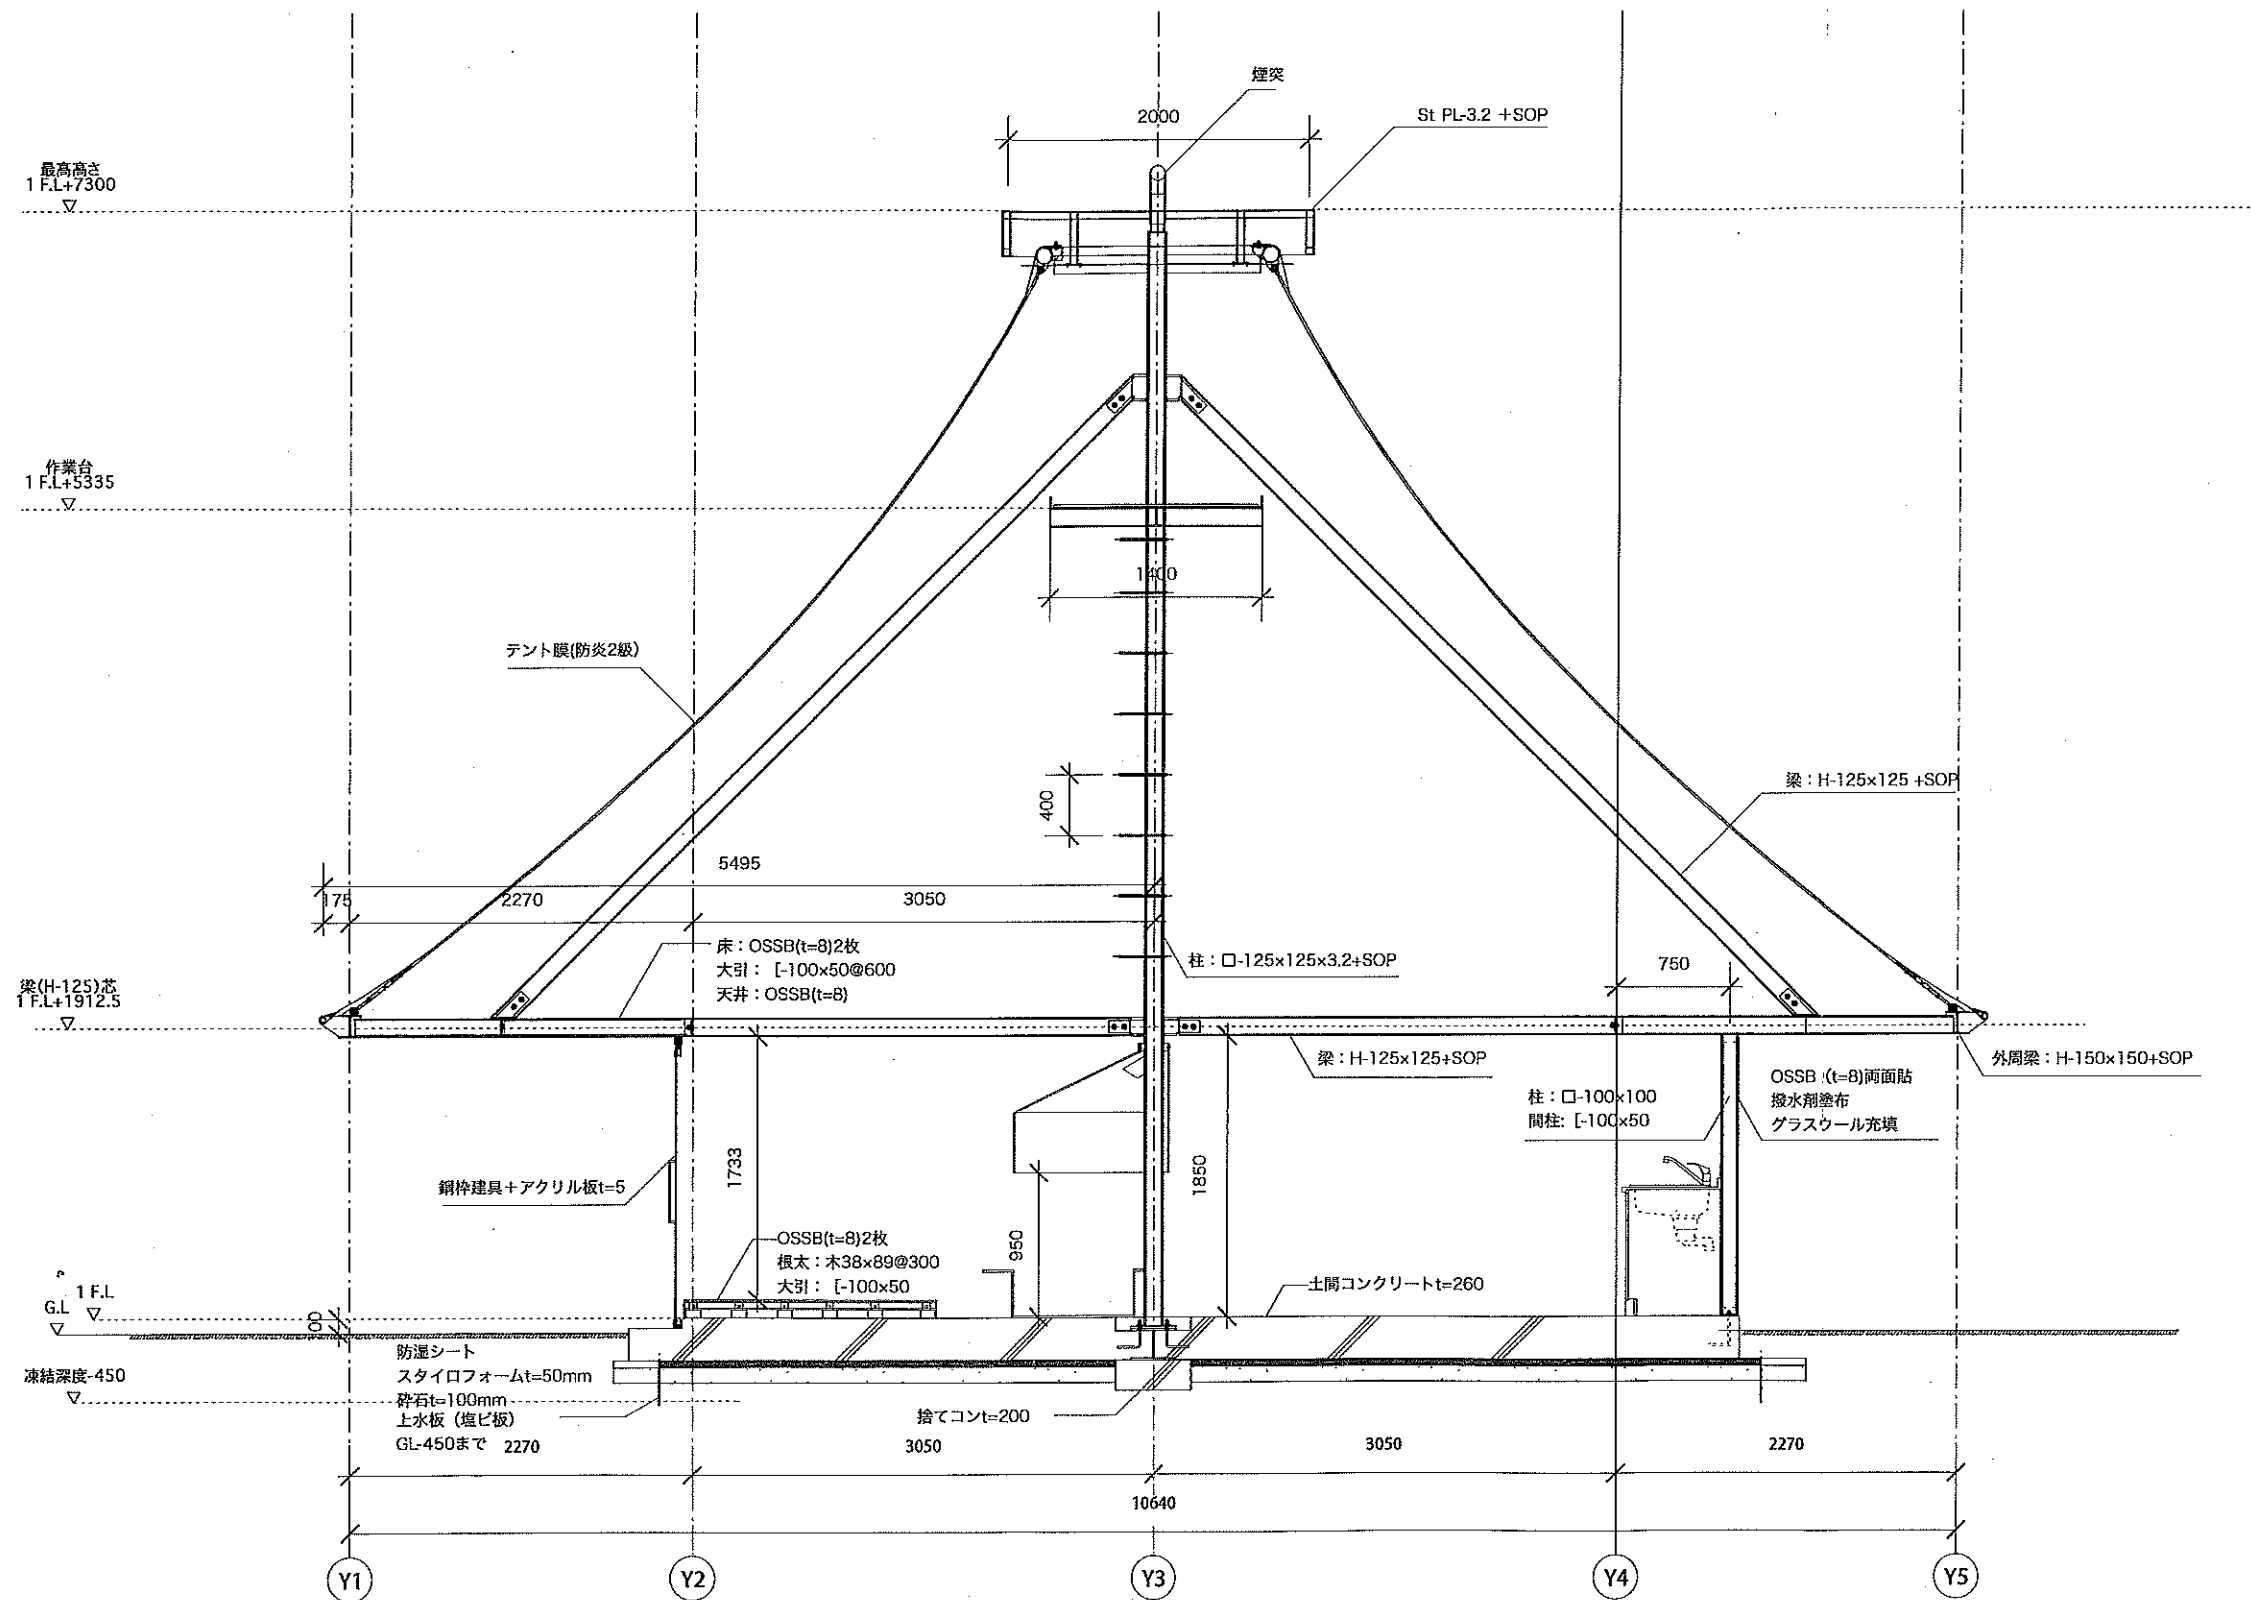 煙突
2000
St PL-3.2 +SOP
最高高さ
1 F.L+7300
作業台
1 F.L+5335
1400
テント膜(防炎2級)
梁：H-125×125 +SOP
400
5495
175
2270
3050
床：OSSB(t=8)2枚
大引： [-100×50@600
天井：OSSB(t=8)
柱：口-125×125×3.2+SOP
750
梁(H-125)芯
1 F.L+1912.5
梁：H-125×125+SOP
外周梁：H-150×150+SOP
柱：口-100×100
間柱: [-100×50
OSSB (t=8)両面貼
撥水剤塗布
グラスウール充填
1733
1850
鋼枠建具＋アクリル板t=5
950
OSSB(t=8)2枚
根太：木38×89@300
大引： [-100×50
土間コンクリートt=260
1 F.L
G.L
00
防湿シート
スタイロフォームt=50mm
砕石t=100mm
上水板（塩ビ板）
GL-450まで
凍結深度-450
捨てコンt=200
2270
3050
3050
2270
10640
Y1
Y2
Y3
Y4
Y5